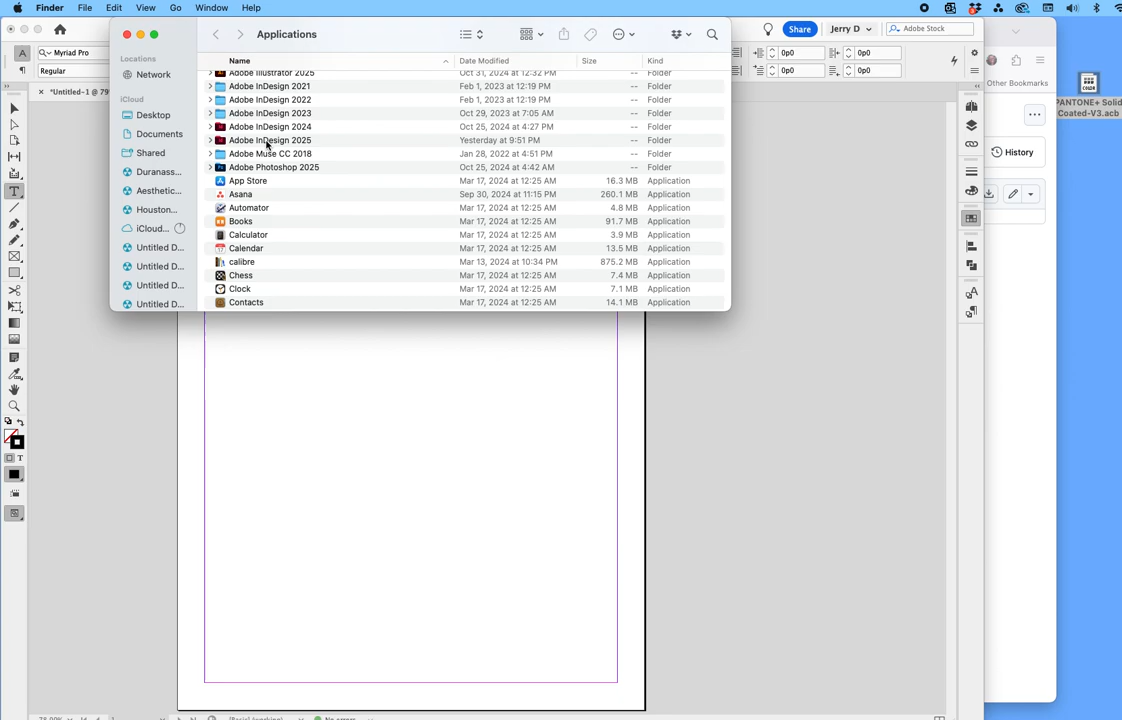 Finder File Edit View Go Window Help
Share Jerry D Adobe Stock
Myriad Pro
Regular
0p0 0p0
0p0 0p0
Other Bookmarks
*Untitled-1 @ 79
PANTONE+ Solid
Coated-V3.acb
History
Applications
Locations
Network
iCloud
Desktop
Documents
Shared
Duranass...
Aesthetic...
Houston...
iCloud...
Untitled D...
Untitled D...
Untitled D...
Untitled D...
Name Date Modified Size Kind
Adobe Illustrator 2025 Oct 31, 2024 at 12:32 PM -- Folder
Adobe InDesign 2021 Feb 1, 2023 at 12:19 PM -- Folder
Adobe InDesign 2022 Feb 1, 2023 at 12:19 PM -- Folder
Adobe InDesign 2023 Oct 29, 2023 at 7:05 AM -- Folder
Adobe InDesign 2024 Oct 25, 2024 at 4:27 PM -- Folder
Adobe InDesign 2025 Yesterday at 9:51 PM -- Folder
Adobe Muse CC 2018 Jan 28, 2022 at 4:51 PM -- Folder
Adobe Photoshop 2025 Oct 25, 2024 at 4:42 AM -- Folder
App Store Mar 17, 2024 at 12:25 AM 16.3 MB Application
Asana Sep 30, 2024 at 11:15 PM 260.1 MB Application
Automator Mar 17, 2024 at 12:25 AM 4.8 MB Application
Books Mar 17, 2024 at 12:25 AM 91.7 MB Application
Calculator Mar 17, 2024 at 12:25 AM 3.9 MB Application
Calendar Mar 17, 2024 at 12:25 AM 13.5 MB Application
calibre Mar 13, 2024 at 10:34 PM 875.2 MB Application
Chess Mar 17, 2024 at 12:25 AM 7.4 MB Application
Clock Mar 17, 2024 at 12:25 AM 7.1 MB Application
Contacts Mar 17, 2024 at 12:25 AM 14.1 MB Application